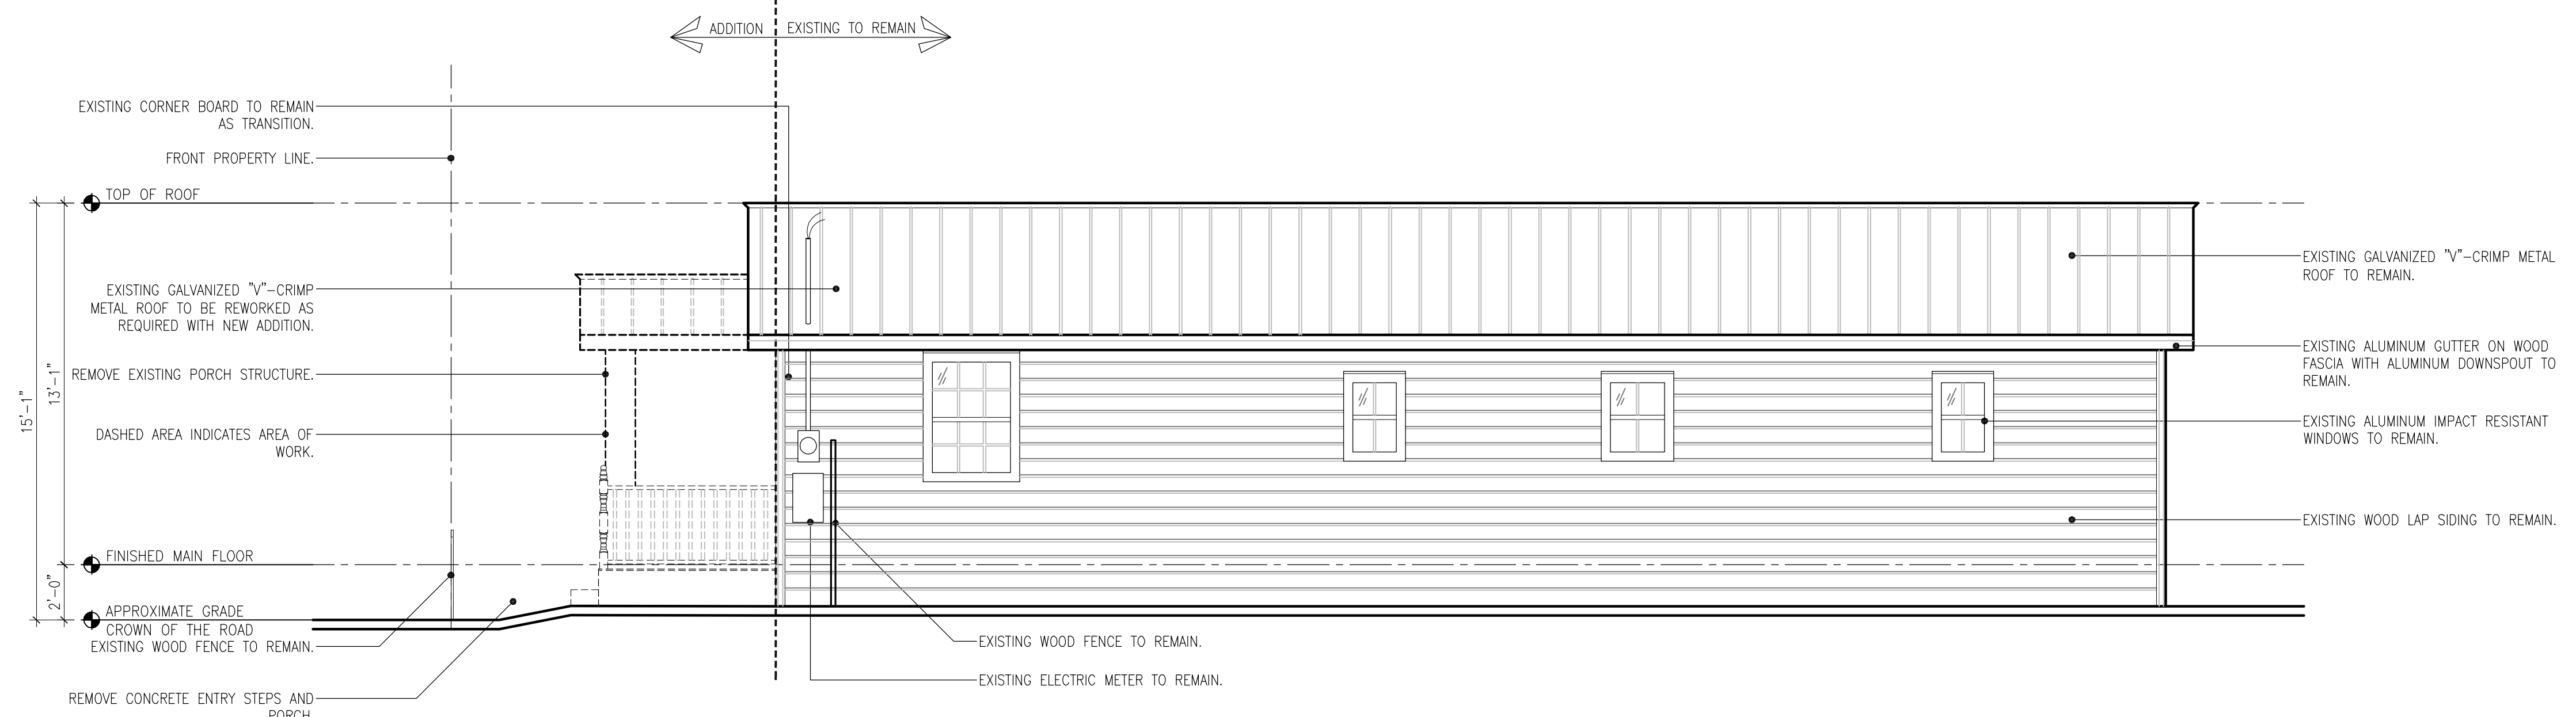 ADDITION EXISTING TO REMAIN
EXISTING CORNER BOARD TO REMAIN
AS TRANSITION.
FRONT PROPERTY LINE.
TOP OF ROOF
EXISTING GALVANIZED "V"-CRIMP
METAL ROOF TO BE REWORKED AS
REQUIRED WITH NEW ADDITION.
REMOVE EXISTING PORCH STRUCTURE.
DASHED AREA INDICATES AREA OF
WORK.
15'-1"
13'-1"
2'-0"
FINISHED MAIN FLOOR
APPROXIMATE GRADE
CROWN OF THE ROAD
EXISTING WOOD FENCE TO REMAIN.
REMOVE CONCRETE ENTRY STEPS AND
PORCH.
EXISTING WOOD FENCE TO REMAIN.
EXISTING ELECTRIC METER TO REMAIN.
EXISTING GALVANIZED "V"-CRIMP METAL
ROOF TO REMAIN.
EXISTING ALUMINUM GUTTER ON WOOD
FASCIA WITH ALUMINUM DOWNSPOUT TO
REMAIN.
EXISTING ALUMINUM IMPACT RESISTANT
WINDOWS TO REMAIN.
EXISTING WOOD LAP SIDING TO REMAIN.